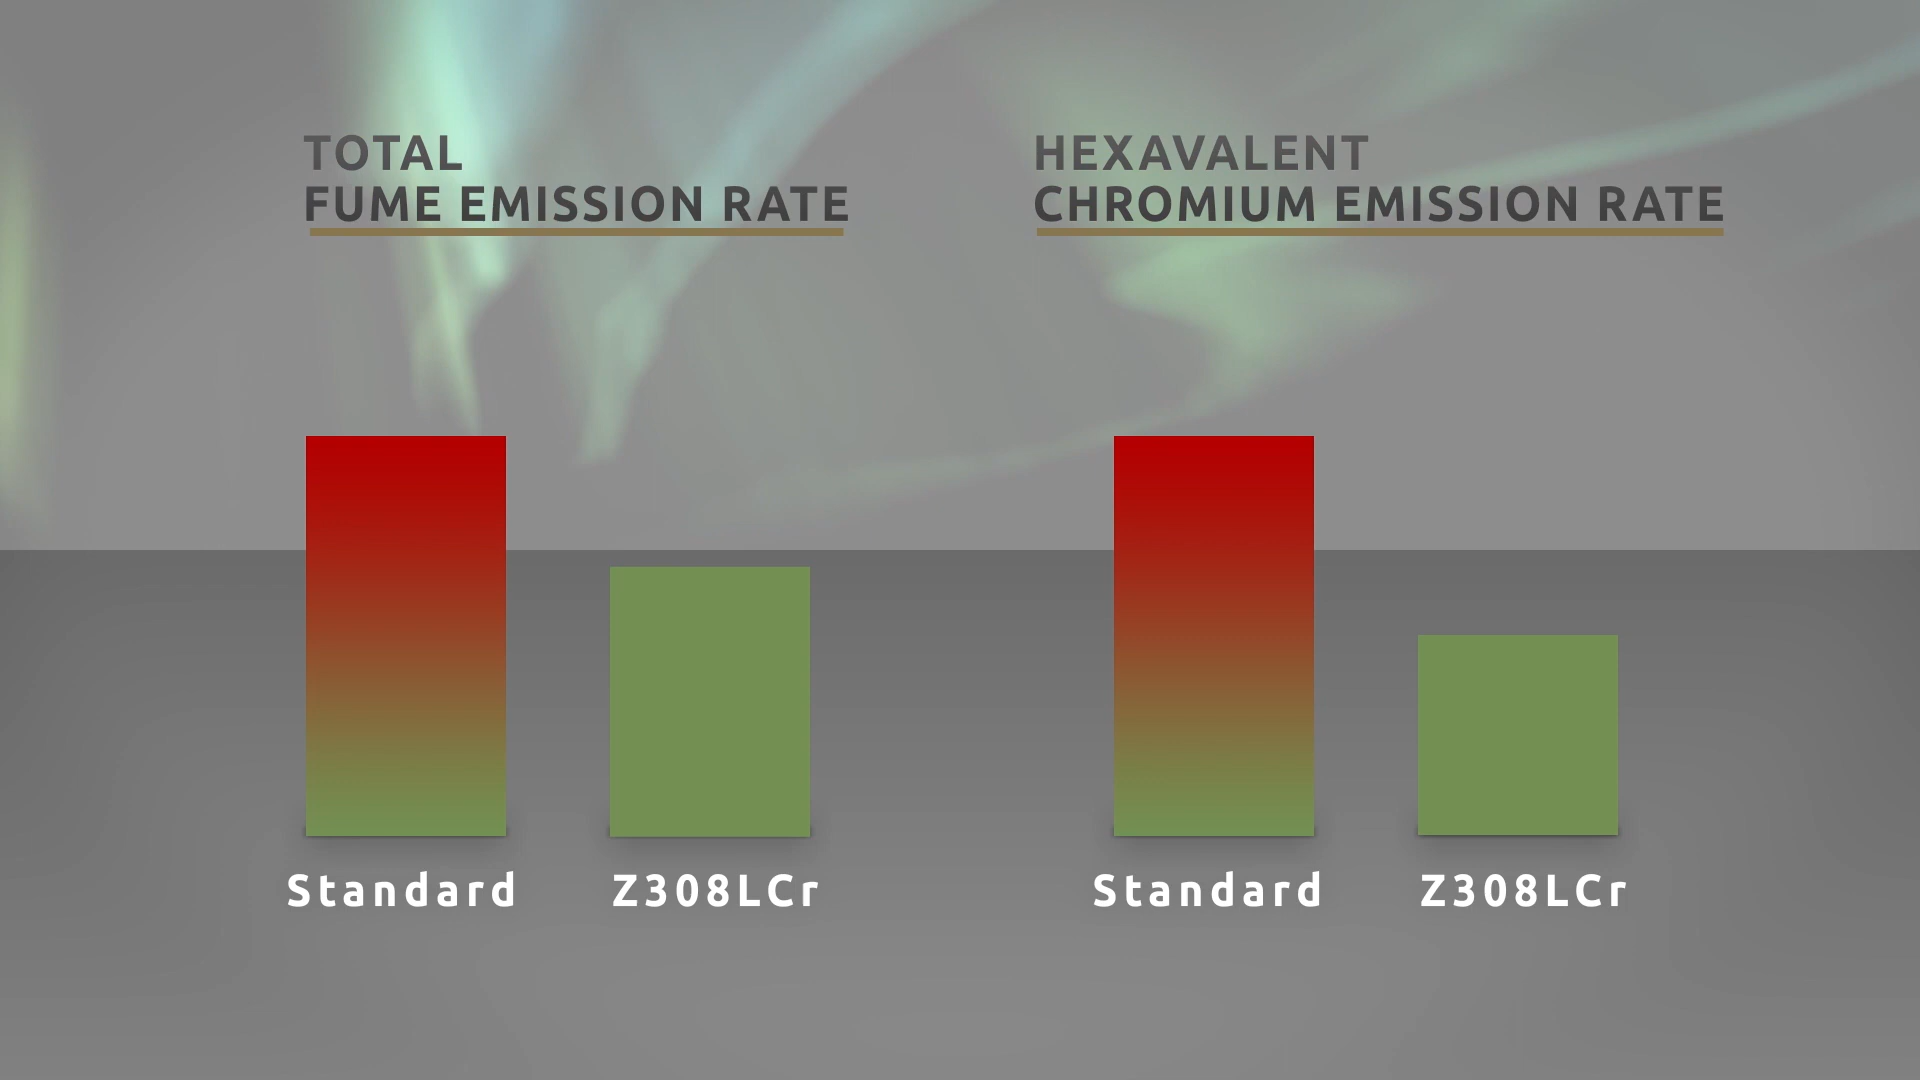 TOTAL
FUME EMISSION RATE
HEXAVALENT
CHROMIUM EMISSION RATE
Standard
Z308LCr
Standard
Z308LCr